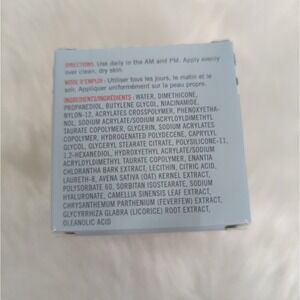 DIRECTIONS: Use daily in the AM and PM. Apply evenly
over clean, dry skin.
MODE D'EMPLOI: Utiliser tous les jours, le matin et le
soir. Appliquer uniformément sur la peau propre.
INGREDIENTS/INGRÉDIENTS: WATER, DIMETHICONE,
PROPANEDIOL, BUTYLENE GLYCOL, NIACINAMIDE,
NYLON-12, ACRYLATES CROSSPOLYMER, PHENOXYETHA-
NOL, SODIUM ACRYLATE/SODIUM ACRYLOYLDIMETHYL
TAURATE COPOLYMER, GLYCERIN, SODIUM ACRYLATES
COPOLYMER, HYDROGENATED POLYDECENE, CAPRYLYL
GLYCOL, GLYCERYL STEARATE CITRATE, POLYSILICONE-11,
1,2-HEXANEDIOL, HYDROXYETHYL ACRYLATE/SODIUM
ACRYLOYLDIMETHYL TAURATE COPOLYMER, ENANTIA
CHLORANTHA BARK EXTRACT, LECITHIN, CITRIC ACID,
LAURETH-8, AVENA SATIVA (OAT) KERNEL EXTRACT,
POLYSORBATE 60, SORBITAN ISOSTEARATE, SODIUM
HYALURONATE, CAMELLIA SINENSIS LEAF EXTRACT,
CHRYSANTHEMUM PARTHENIUM (FEVERFEW) EXTRACT,
GLYCYRRHIZA GLABRA (LICORICE) ROOT EXTRACT,
OLEANOLIC ACID